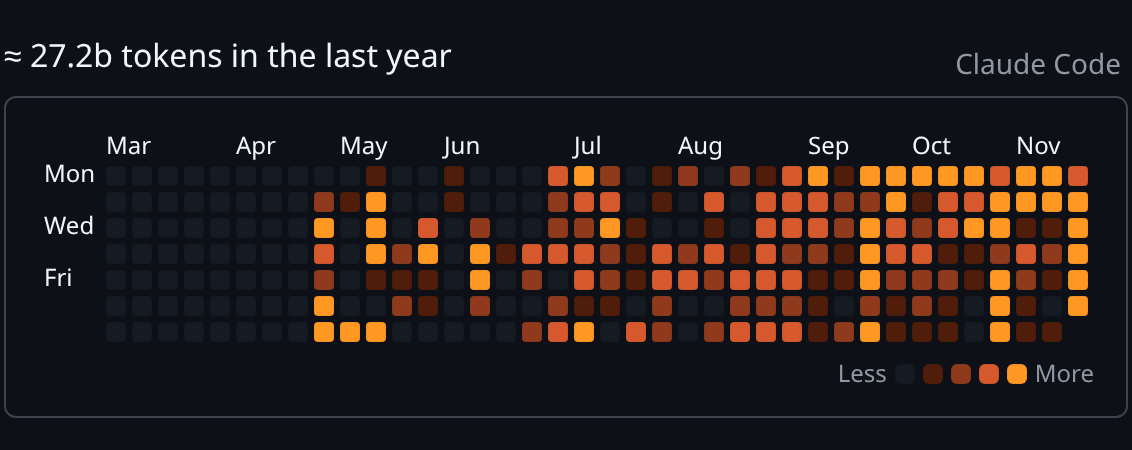 ≈ 27.2b tokens in the last year
Claude Code
Mar Apr May Jun Jul Aug Sep Oct Nov
Mon
Wed
Fri
Less More